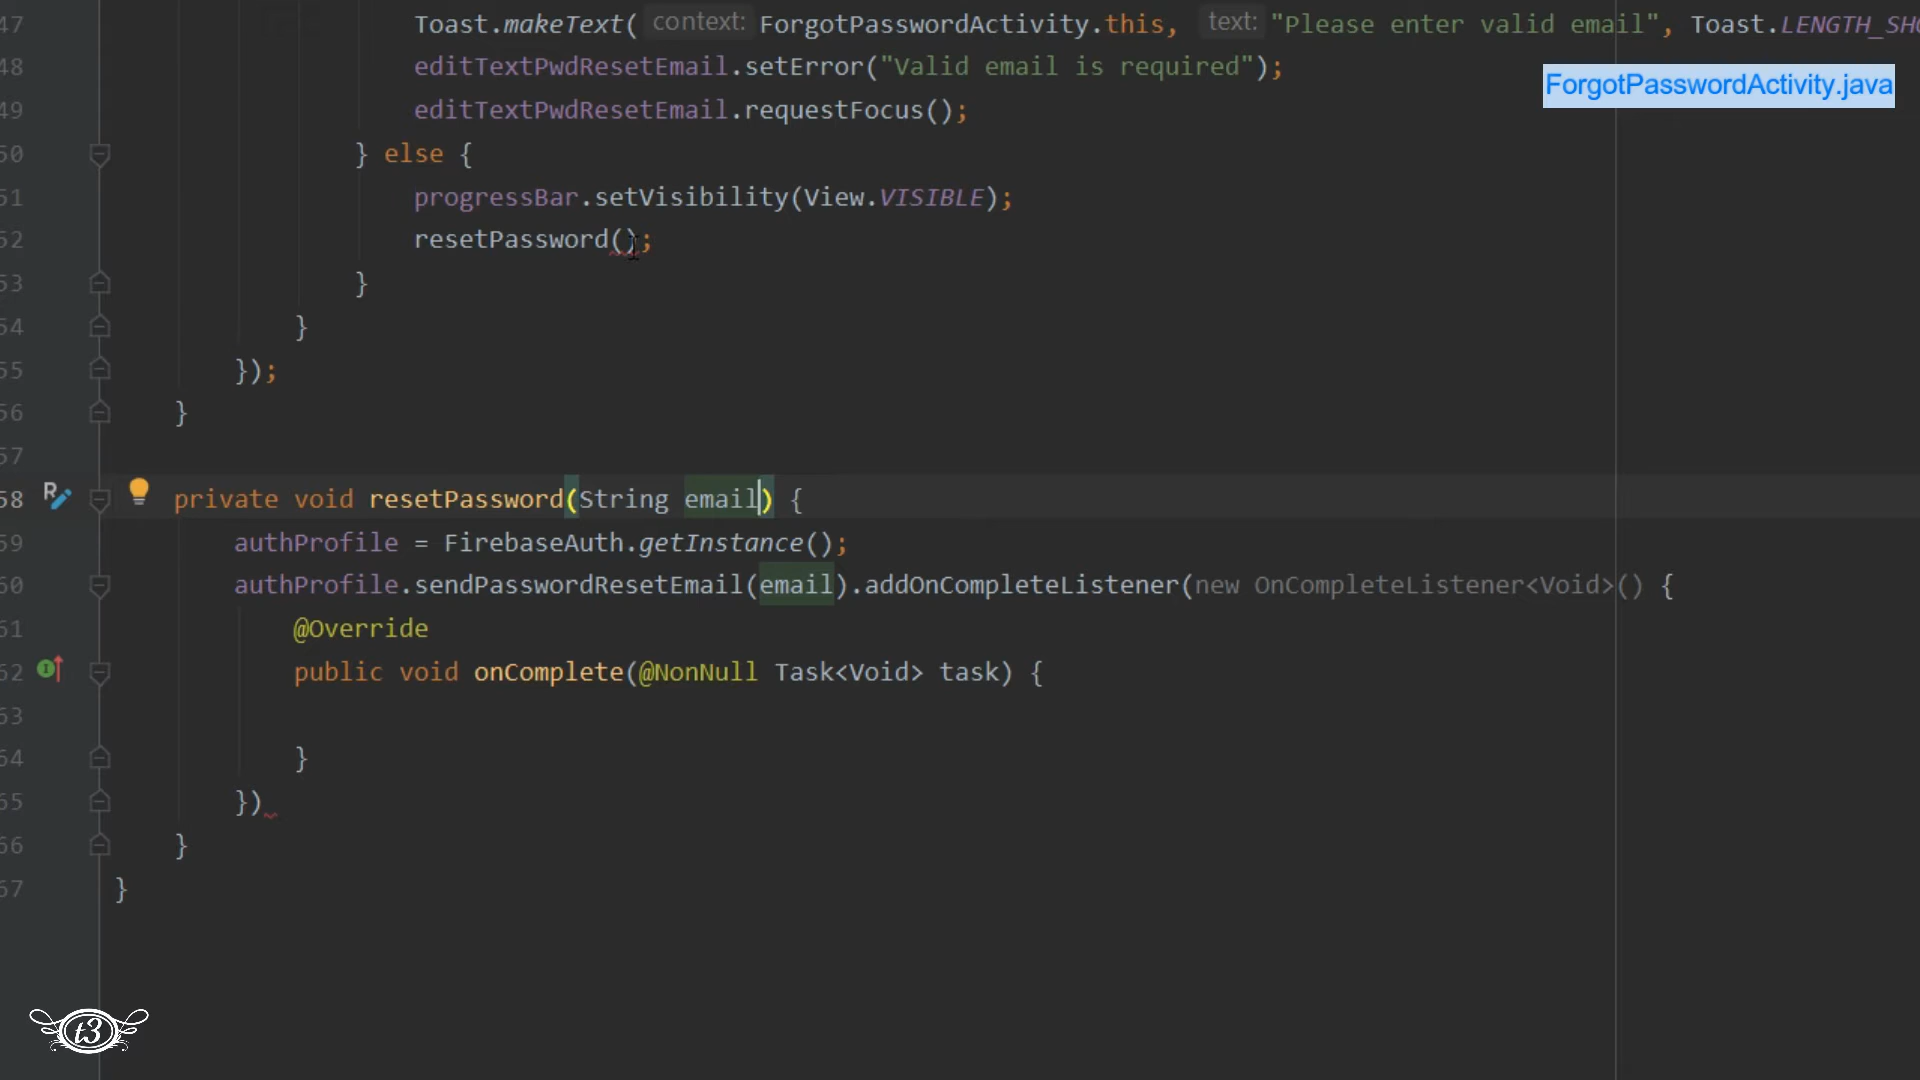 47 Toast.makeText( context: ForgotPasswordActivity.this, text: "Please enter valid email", Toast.LENGTH_SHO
48 editTextPwdResetEmail.setError("Valid email is required");
ForgotPasswordActivity.java
49 editTextPwdResetEmail.requestFocus();
50 } else {
51 progressBar.setVisibility(View.VISIBLE);
52 resetPassword();
53 }
54 }
55 });
56 }
57
58 private void resetPassword(String email) {
59 authProfile = FirebaseAuth.getInstance();
60 authProfile.sendPasswordResetEmail(email).addOnCompleteListener(new OnCompleteListener<Void>() {
61 @Override
62 public void onComplete(@NonNull Task<Void> task) {
63
64 }
65 })
66 }
67 }
t3